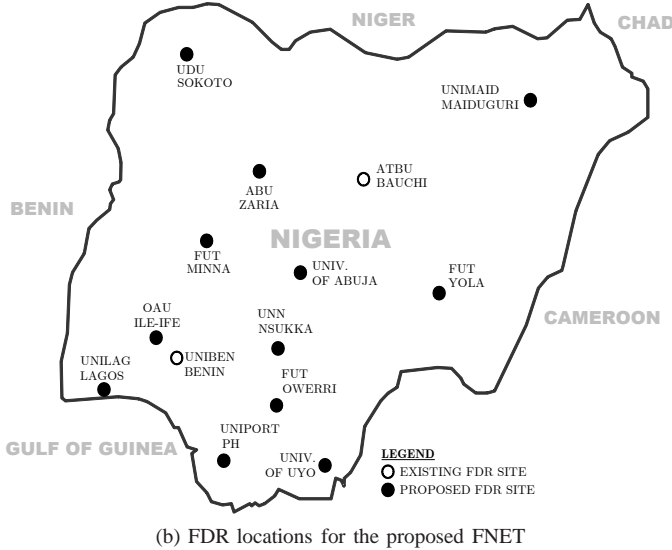 NIGER
CHAD
UDU
SOKOTO
UNIMAID
MAIDUGURI
ATBU
BAUCHI
ABU
ZARIA
BENIN
NIGERIA
FUT
MINNA
UNIV.
OF ABUJA
FUT
YOLA
OAU
ILE-IFE
UNN
NSUKKA
CAMEROON
UNILAG
LAGOS
UNIBEN
BENIN
FUT
OWERRI
GULF OF GUINEA
UNIPORT
PH
UNIV.
OF UYO
LEGEND
EXISTING FDR SITE
PROPOSED FDR SITE
(b) FDR locations for the proposed FNET